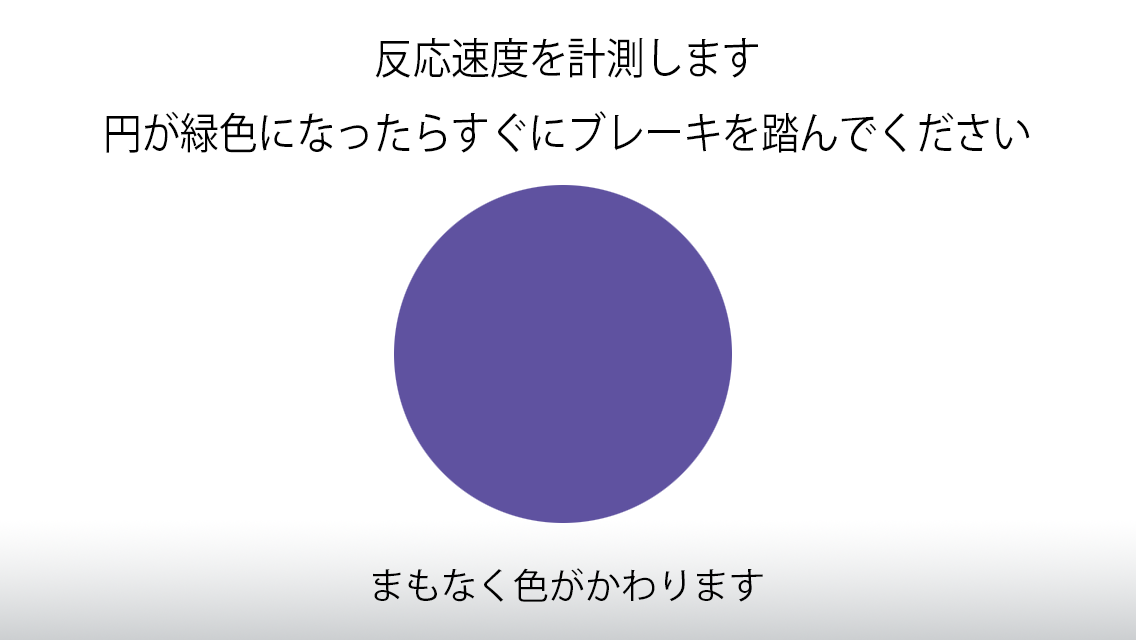 反応速度を計測します
円が緑色になったらすぐにブレーキを踏んでください
まもなく色がかわります